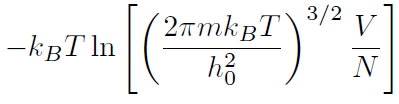 $-k_B T \ln \left[ \left( \frac{2\pi m k_B T}{h_0^2} \right)^{3/2} \frac{V}{N} \right]$